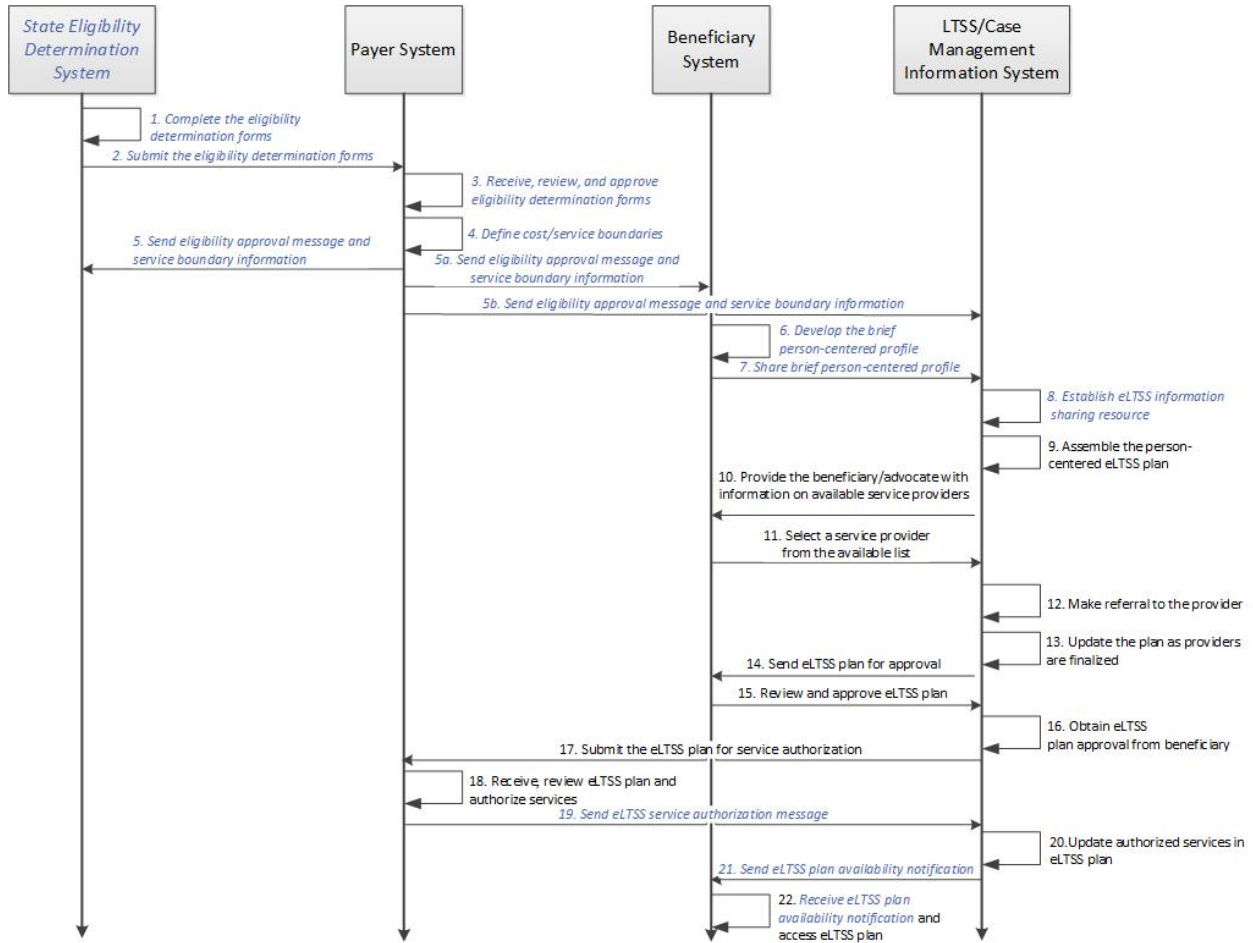 State Eligibility
Determination
System
Payer System
Beneficiary
System
LTSS/Case
Management
Information System
1. Complete the eligibility
determination forms
2. Submit the eligibility determination forms
3. Receive, review, and approve
eligibility determination forms
4. Define cost/service boundaries
5. Send eligibility approval message and
service boundary information
5a. Send eligibility approval message and
service boundary information
5b. Send eligibility approval message and service boundary information
6. Develop the brief
person-centered profile
7. Share brief person-centered profile
8. Establish eLTSS information
sharing resource
9. Assemble the person-
centered eLTSS plan
10. Provide the beneficiary/advocate with
information on available service providers
11. Select a service provider
from the available list
12. Make referral to the provider
13. Update the plan as providers
are finalized
14. Send eLTSS plan for approval
15. Review and approve eLTSS plan
16. Obtain eLTSS
plan approval from beneficiary
17. Submit the eLTSS plan for service authorization
18. Receive, review eLTSS plan and
authorize services
19. Send eLTSS service authorization message
20.Update authorized services in
eLTSS plan
21. Send eLTSS plan availability notification
22. Receive eLTSS plan
availability notification and
access eLTSS plan